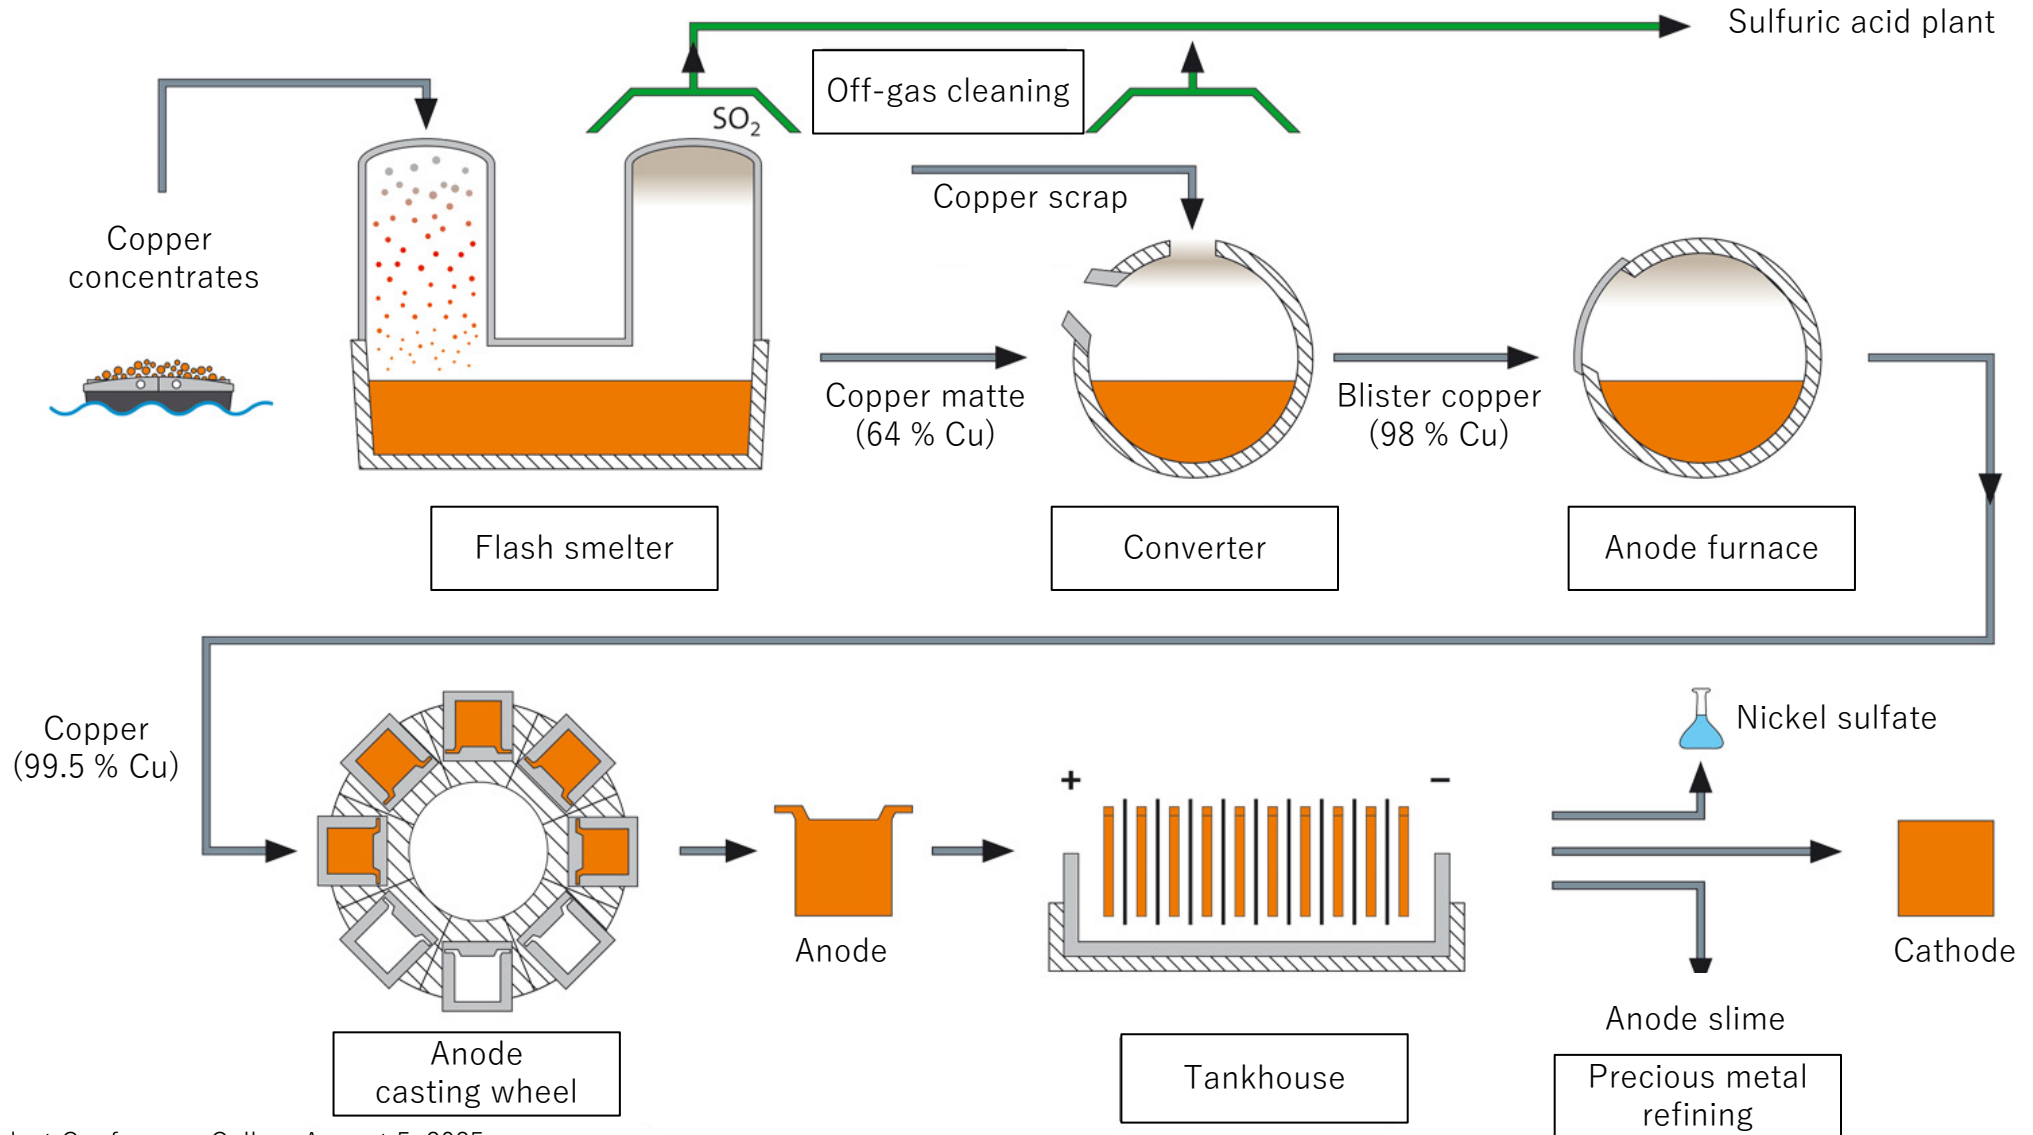 Sulfuric acid plant
Off-gas cleaning
SO₂
Copper scrap
Copper
concentrates
Copper matte
(64 % Cu)
Blister copper
(98 % Cu)
Flash smelter
Converter
Anode furnace
Copper
(99.5 % Cu)
Nickel sulfate
+
−
Anode
Cathode
Anode slime
Anode
casting wheel
Tankhouse
Precious metal
refining